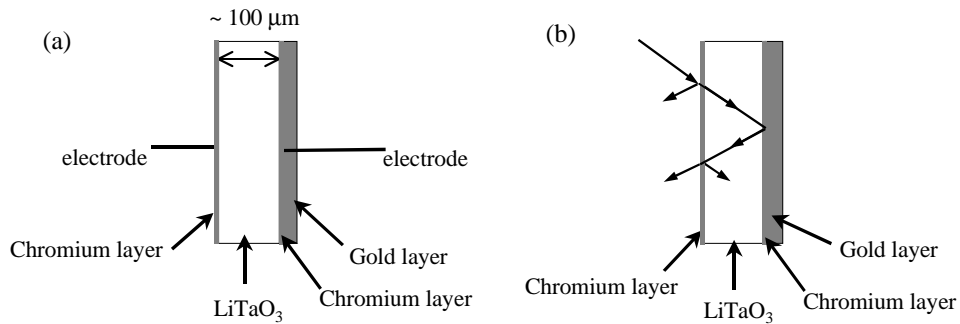 ~ 100 μm
(a)
electrode
electrode
Chromium layer
Gold layer
Chromium layer
LiTaO3
(b)
Gold layer
Chromium layer
Chromium layer
LiTaO3